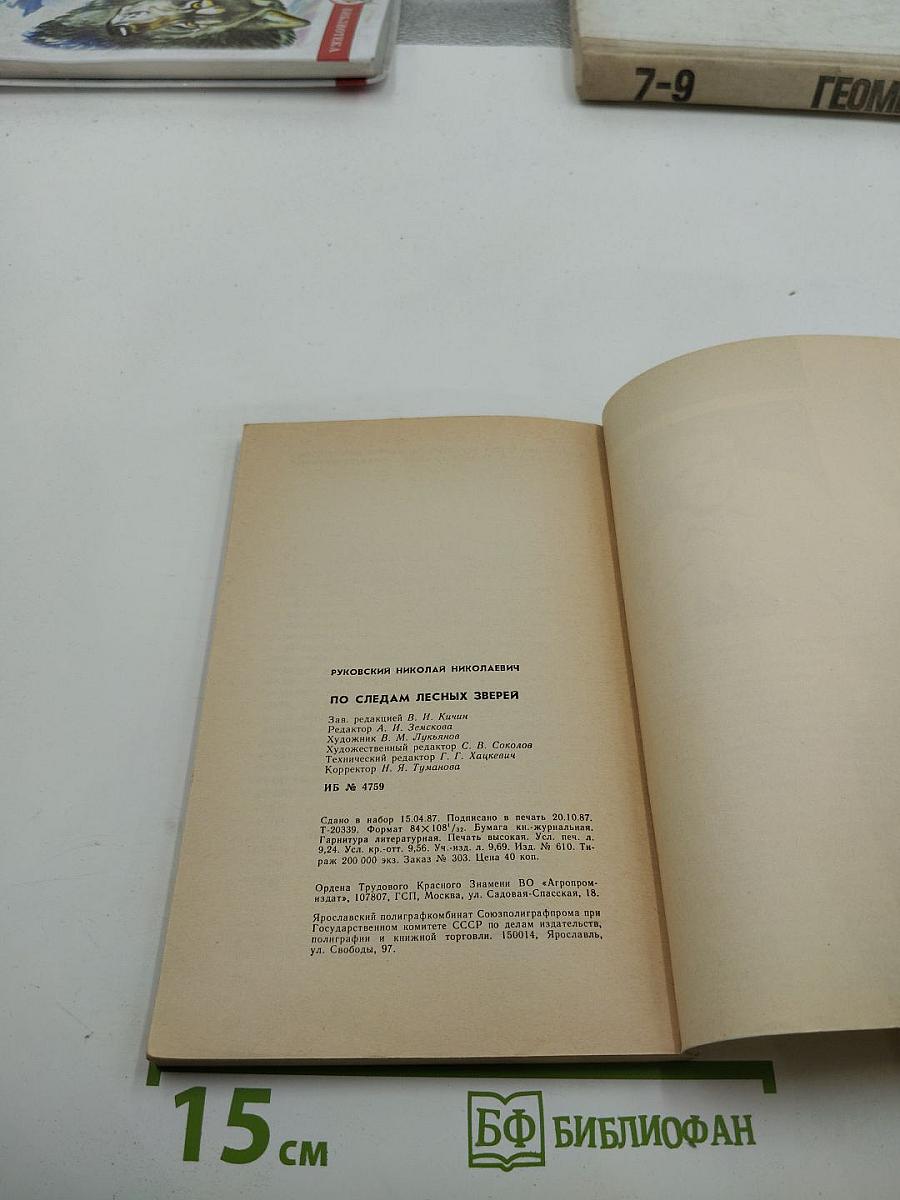 БИБЛИОТЕКА
7-9
РУКОВСКИЙ НИКОЛАЙ НИКОЛАЕВИЧ
ПО СЛЕДАМ ЛЕСНЫХ ЗВЕРЕЙ
Зав. редакцией В. И. Кичин
Редактор А. И. Земскова
Художник В. М. Лукьянов
Художественный редактор С. В. Соколов
Технический редактор Г. Г. Хацкевич
Корректор Н. Я. Туманова
ИБ № 4759
Сдано в набор 15.04.87. Подписано в печать 20.10.87.
Т-20339. Формат 84×108¹/₃₂. Бумага кн.-журнальная.
Гарнитура литературная. Печать высокая. Усл. печ. л.
9,24. Усл. кр.-отт. 9,56. Уч.-изд. л. 9,69. Изд. № 610. Ти-
раж 200 000 экз. Заказ № 303. Цена 40 коп.
Ордена Трудового Красного Знамени ВО «Агропром-
издат», 107807, ГСП, Москва, ул. Садовая-Спасская, 18.
Ярославский полиграфкомбинат Союзполиграфпрома при
Государственном комитете СССР по делам издательств,
полиграфии и книжной торговли. 150014, Ярославль,
ул. Свободы, 97.
15 см
БФ БИБЛИОФАН